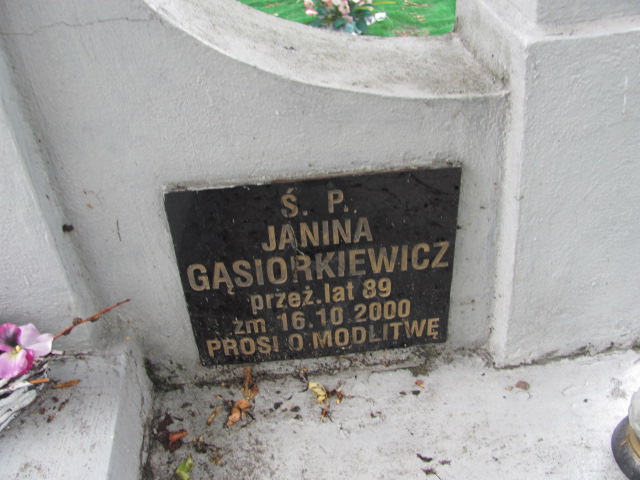 Ś. P.
JANINA
GĄSIORKIEWICZ
przeż. lat 89
zm. 16.10 2000
PROSI O MODLITWĘ